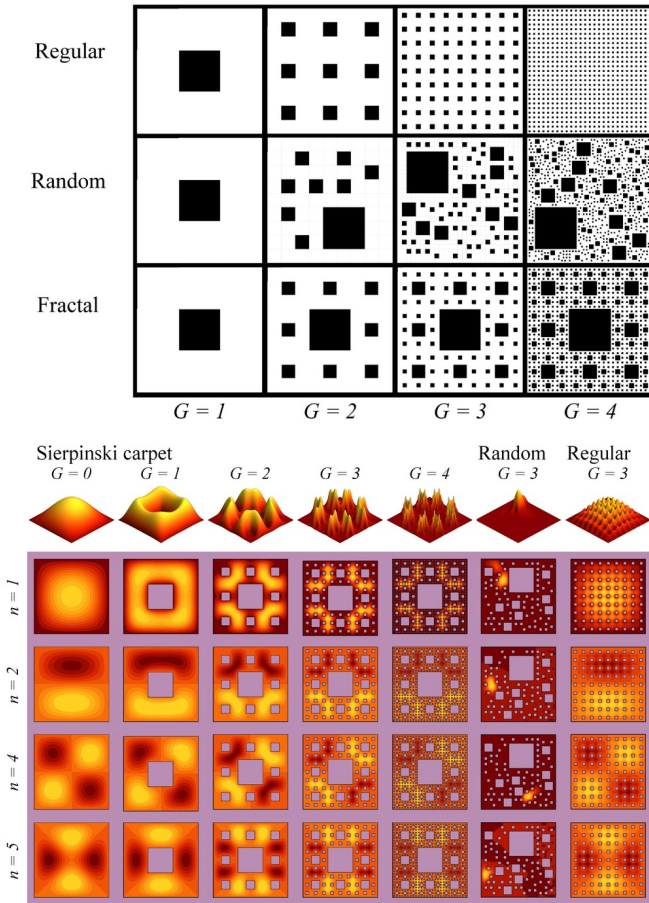 Regular
Random
Fractal
G = 1 G = 2 G = 3 G = 4
Sierpinski carpet Random Regular
G = 0 G = 1 G = 2 G = 3 G = 4 G = 3 G = 3
n = 1
n = 2
n = 4
n = 5